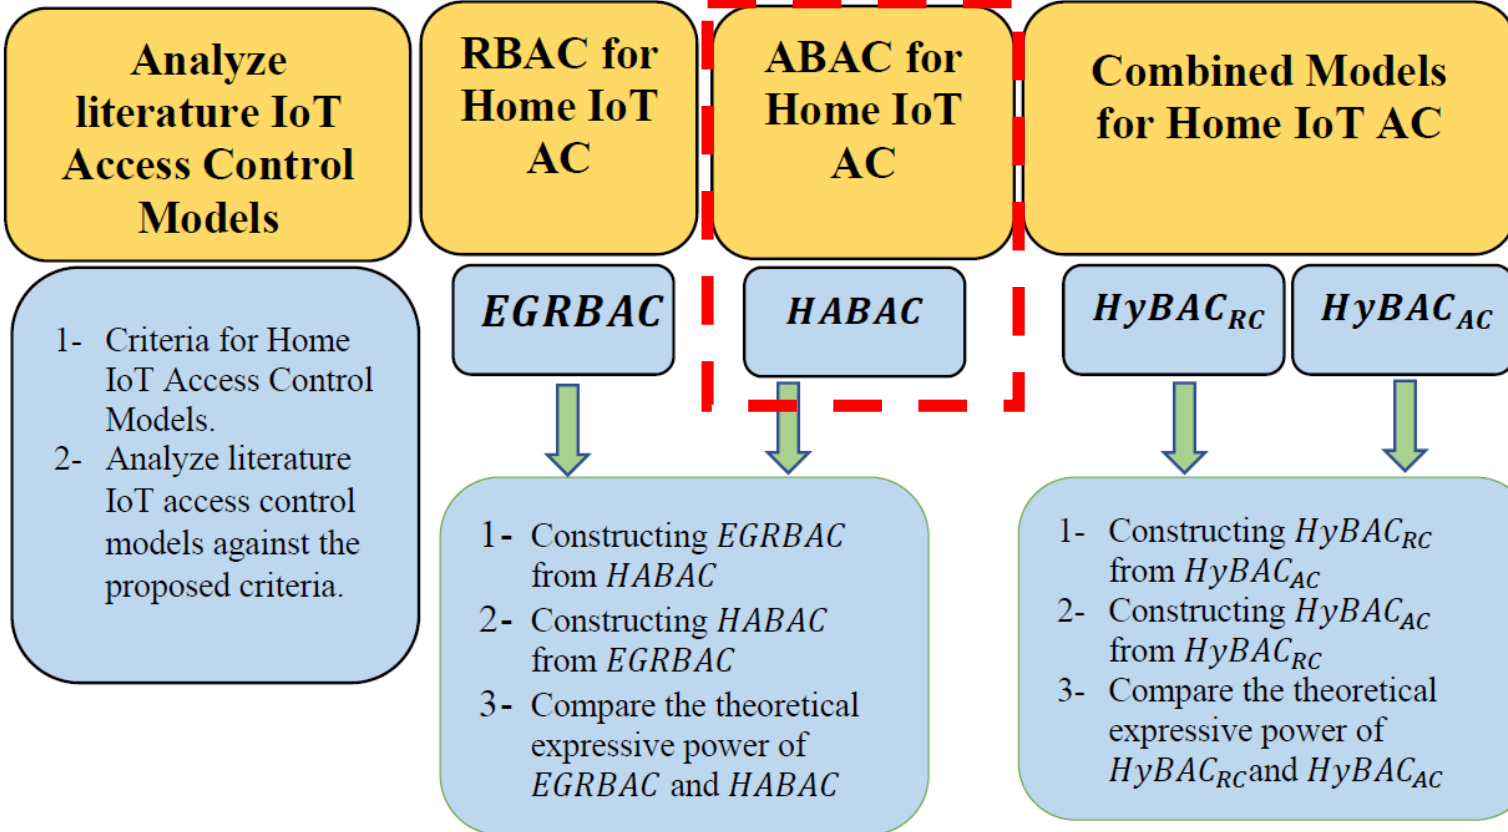 Analyze
literature IoT
Access Control
Models
RBAC for
Home IoT
AC
ABAC for
Home IoT
AC
Combined Models
for Home IoT AC
1- Criteria for Home
IoT Access Control
Models.
2- Analyze literature
IoT access control
models against the
proposed criteria.
EGRBAC
HABAC
HyBAC_RC
HyBAC_AC
1- Constructing EGRBAC
from HABAC
2- Constructing HABAC
from EGRBAC
3- Compare the theoretical
expressive power of
EGRBAC and HABAC
1- Constructing HyBAC_RC
from HyBAC_AC
2- Constructing HyBAC_AC
from HyBAC_RC
3- Compare the theoretical
expressive power of
HyBAC_RC and HyBAC_AC